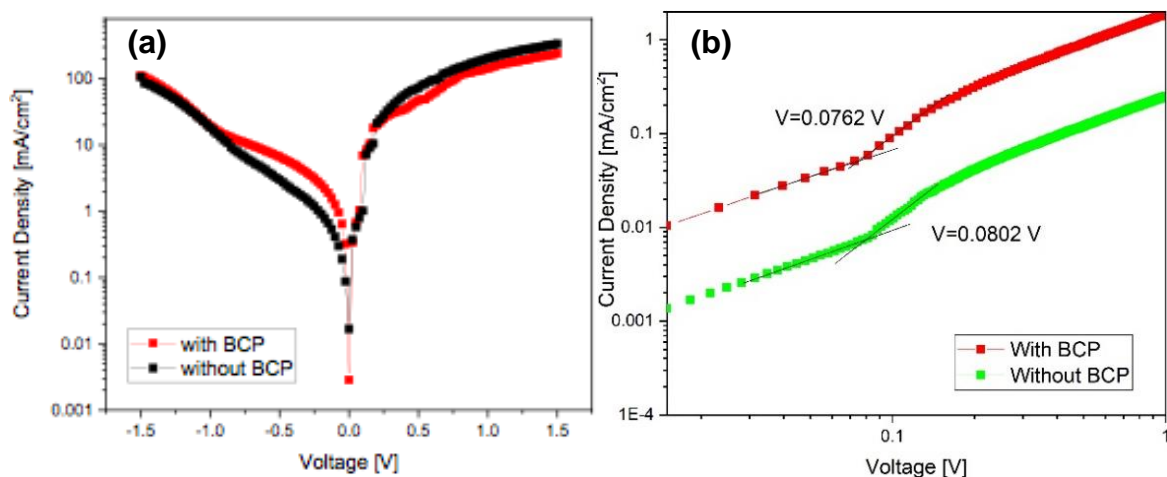 (a)
Current Density [mA/cm²]
100
10
1
0.1
0.01
0.001
with BCP
without BCP
-1.5
-1.0
-0.5
0.0
0.5
1.0
1.5
Voltage [V]
(b)
Current Density [mA/cm²]
1
0.1
0.01
0.001
1E-4
V=0.0762 V
V=0.0802 V
With BCP
Without BCP
0.1
1
Voltage [V]